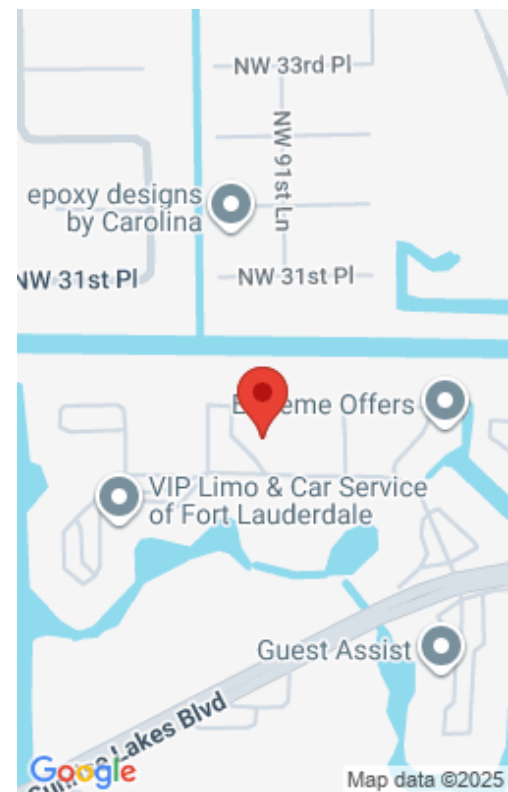 NW 33rd Pl
NW 91st Ln
epoxy designs
by Carolina
NW 31st Pl
NW 31st Pl
eme Offers
VIP Limo & Car Service
of Fort Lauderdale
Guest Assist
Lakes Blvd
Google
Map data ©2025